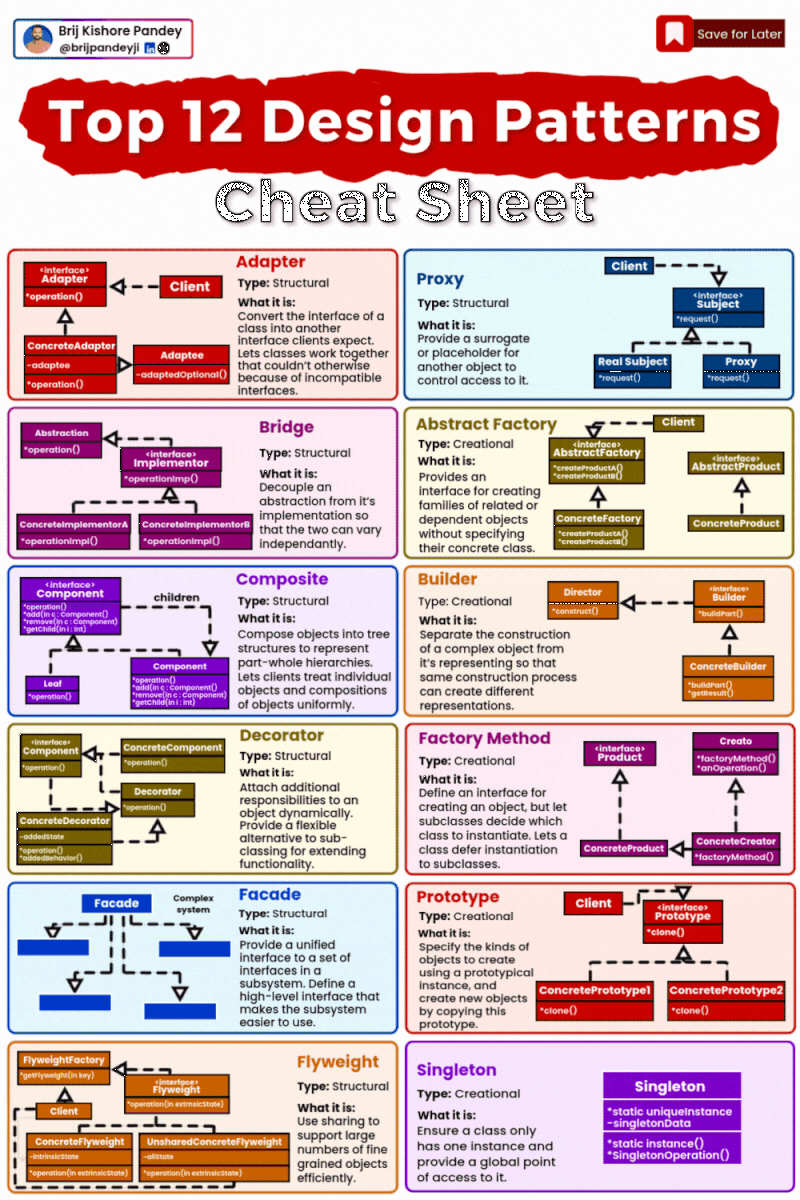 Brij Kishore Pandey
@brijpandeyji in
Save for Later
Top 12 Design Patterns
Cheat Sheet
Adapter
Type: Structural
What it is:
Convert the interface of a
class into another
interface clients expect.
Lets classes work together
that couldn't otherwise
because of incompatible
interfaces.
<interface>
Adapter
*operation()
Client
ConcreteAdapter
-adaptee
*operation()
Adaptee
-adaptedOptional()
Proxy
Type: Structural
What it is:
Provide a surrogate
or placeholder for
another object to
control access to it.
Client
<interface>
Subject
*request()
Real Subject
*request()
Proxy
*request()
Bridge
Type: Structural
What it is:
Decouple an
abstraction from it's
implementation so
that the two can vary
independantly.
Abstraction
*operation()
<interface>
Implementor
*operationImp()
ConcreteImplementorA
*operationImpl()
ConcreteImplementorB
*operationImpl()
Abstract Factory
Type: Creational
What it is:
Provides an
interface for creating
families of related or
dependent objects
without specifying
their concrete class.
Client
<interface>
AbstractFactory
*createProductA()
*createProductB()
AbstractProduct
ConcreteFactory
*createProductA()
*createProductB()
ConcreteProduct
Composite
Type: Structural
What it is:
Compose objects into tree
structures to represent
part-whole hierarchies.
Lets clients treat individual
objects and compositions
of objects uniformly.
<interface>
Component
*operation()
*add(in c : Component()
*remove(in c : Component()
*getChild(in i : int)
children
Leaf
*operation()
Component
*operation()
*add(in c : Component()
*remove(in c : Component()
*getChild(in i : int)
Builder
Type: Creational
What it is:
Separate the construction
of a complex object from
it's representing so that
same construction process
can create different
representations.
Director
*construct()
<interface>
Builder
*buildPart()
ConcreteBuilder
*buildPart()
*getResult()
Decorator
Type: Structural
What it is:
Attach additional
responsibilities to an
object dynamically.
Provide a flexible
alternative to sub-
classing for extending
functionality.
<interface>
Component
*operation()
ConcreteComponent
*operation()
Decorator
*operation()
ConcreteDecorator
-addedState
*operation()
*addedBehavior()
Factory Method
Type: Creational
What it is:
Define an interface for
creating an object, but let
subclasses decide which
class to instantiate. Lets a
class defer instantiation
to subclasses.
<interface>
Product
Creato
*factoryMethod()
*anOperation()
ConcreteProduct
ConcreteCreator
*factoryMethod()
Facade
Type: Structural
What it is:
Provide a unified
interface to a set of
interfaces in a
subsystem. Define a
high-level interface that
makes the subsystem
easier to use.
Facade
Complex
system
Prototype
Type: Creational
What it is:
Specify the kinds of
objects to create
using a prototypical
instance, and
create new objects
by copying this
prototype.
Client
<interface>
Prototype
*clone()
ConcretePrototype1
*clone()
ConcretePrototype2
*clone()
Flyweight
Type: Structural
What it is:
Use sharing to
support large
numbers of fine
grained objects
efficiently.
FlyweightFactory
*getFlyweight(in key)
Client
<interface>
Flyweight
*operation(in extrnsicState)
ConcreteFlyweight
-intrinsicState
*operation(in extrnsicState)
UnsharedConcreteFlyweight
-allState
*operation(in extrnsicState)
Singleton
Type: Creational
What it is:
Ensure a class only
has one instance and
provide a global point
of access to it.
Singleton
*static uniqueInstance
-singletonData
*static instance()
*SingletonOperation()